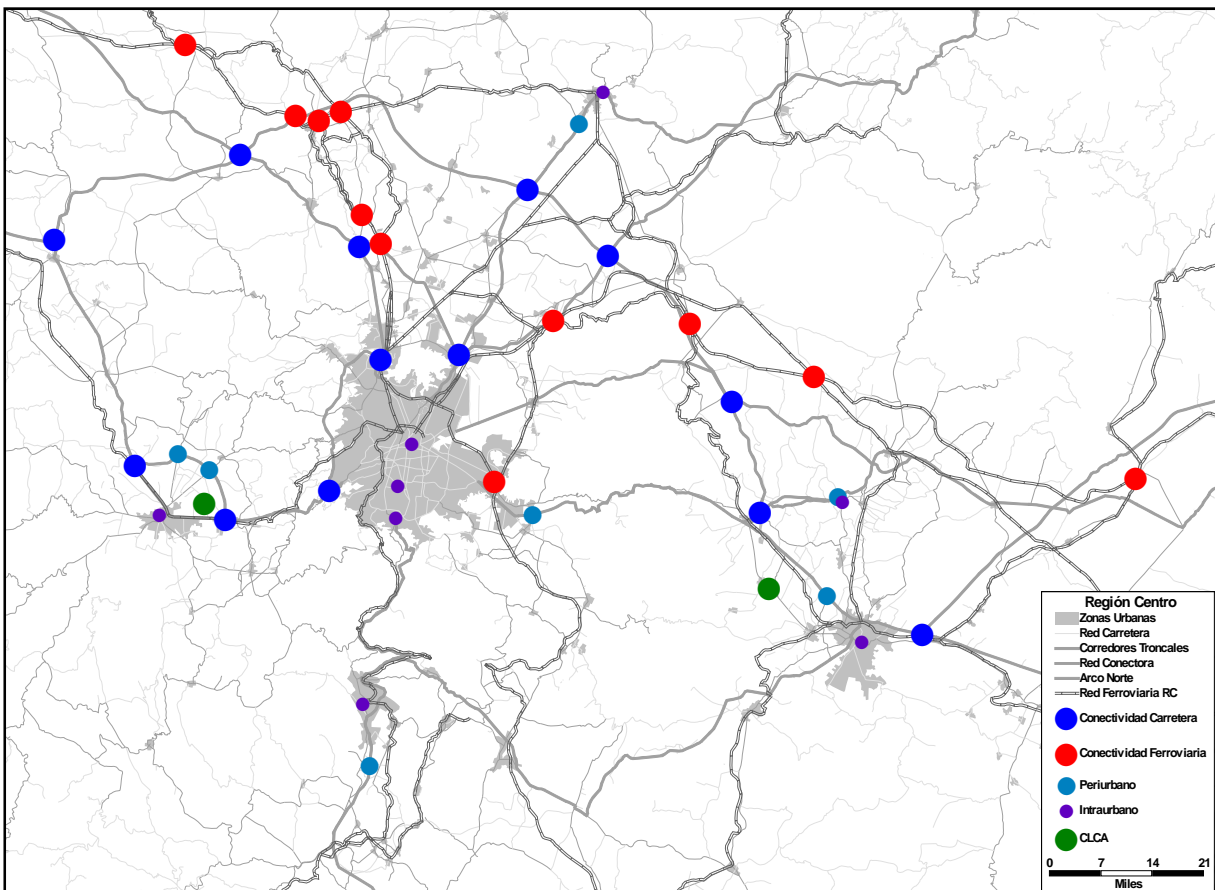 Región Centro
Zonas Urbanas
Red Carretera
Corredores Troncales
Red Conectora
Arco Norte
Red Ferroviaria RC
Conectividad Carretera
Conectividad Ferroviaria
Periurbano
Intraurbano
CLCA
0 7 14 21
Miles